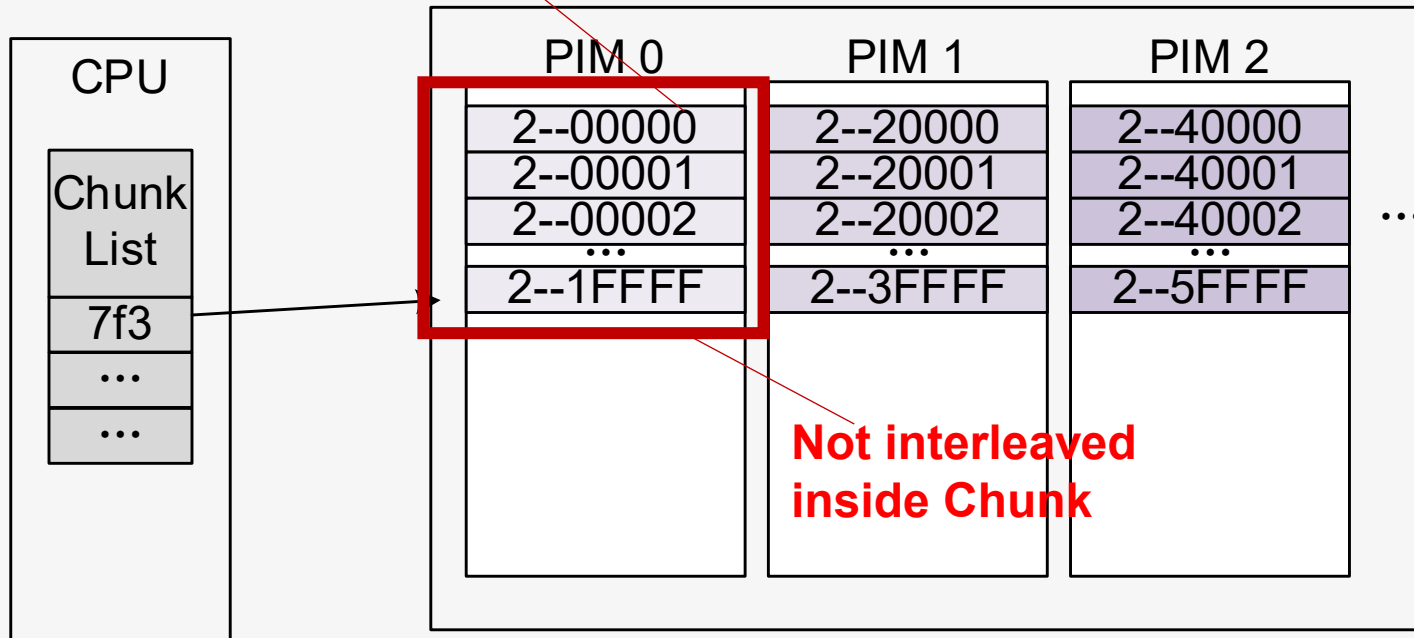 CPU
Chunk
List
7f3
...
...
PIM 0
2--00000
2--00001
2--00002
...
2--1FFFF
PIM 1
2--20000
2--20001
2--20002
...
2--3FFFF
PIM 2
2--40000
2--40001
2--40002
...
2--5FFFF
...
Not interleaved
inside Chunk